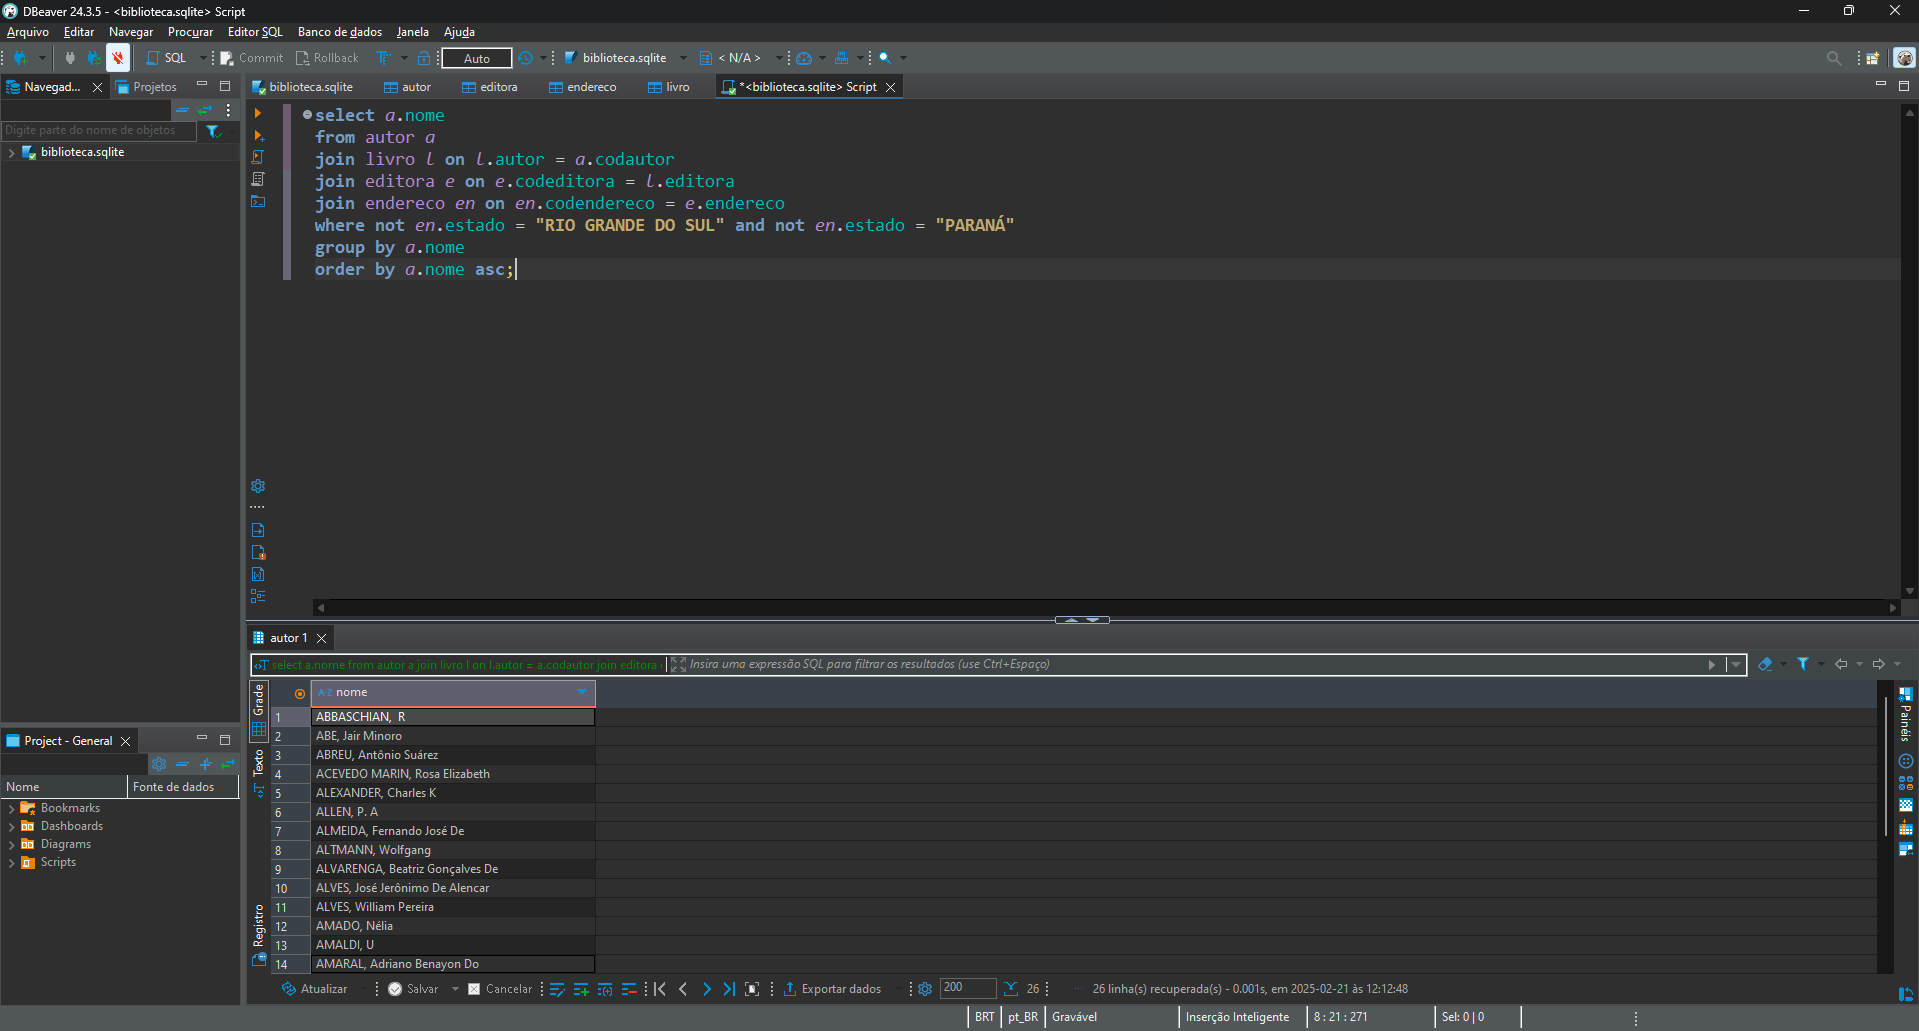 DBeaver 24.3.5 - <biblioteca.sqlite> Script
Arquivo Editar Navegar Procurar Editor SQL Banco de dados Janela Ajuda
SQL Commit Rollback Auto biblioteca.sqlite < N/A >
Navegad... Projetos
biblioteca.sqlite autor editora endereco livro *<biblioteca.sqlite> Script
Digite parte do nome de objetos
biblioteca.sqlite
select a.nome
from autor a
join livro l on l.autor = a.codautor
join editora e on e.codeditora = l.editora
join endereco en on en.codendereco = e.endereco
where not en.estado = "RIO GRANDE DO SUL" and not en.estado = "PARANÁ"
group by a.nome
order by a.nome asc;
autor 1
select a.nome from autor a join livro l on l.autor = a.codautor join editora
Insira uma expressão SQL para filtrar os resultados (use Ctrl+Espaço)
Grade
Texto
Registro
A-Z nome
1 ABBASCHIAN, R
2 ABE, Jair Minoro
3 ABREU, Antônio Suárez
4 ACEVEDO MARIN, Rosa Elizabeth
5 ALEXANDER, Charles K
6 ALLEN, P. A
7 ALMEIDA, Fernando José De
8 ALTMANN, Wolfgang
9 ALVARENGA, Beatriz Gonçalves De
10 ALVES, José Jerônimo De Alencar
11 ALVES, William Pereira
12 AMADO, Nélia
13 AMALDI, U
14 AMARAL, Adriano Benayon Do
Painéis
Project - General
Nome Fonte de dados
Bookmarks
Dashboards
Diagrams
Scripts
Atualizar Salvar Cancelar Exportar dados 200 26 26 linha(s) recuperada(s) - 0.001s, em 2025-02-21 às 12:12:48
BRT pt_BR Gravável Inserção Inteligente 8 : 21 : 271 Sel: 0 | 0